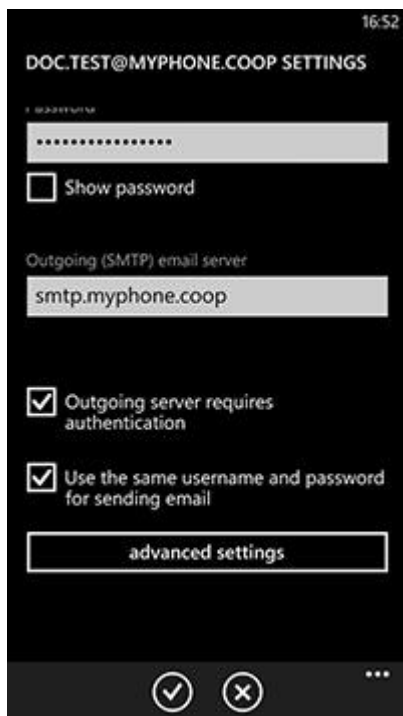 16:52
DOC.TEST@MYPHONE.COOP SETTINGS
Password
••••••••••••••••
Show password
Outgoing (SMTP) email server
smtp.myphone.coop
Outgoing server requires
authentication
Use the same username and password
for sending email
advanced settings